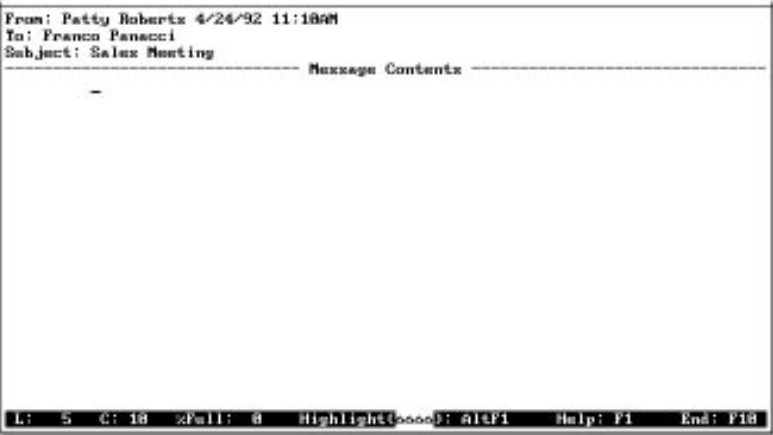 From: Patty Roberts 4/24/92 11:10AM
To: Franco Panacci
Subject: Sales Meeting
Message Contents
L: 5 C: 10 %Full: 0 Highlight( ): AltF1 Help: F1 End: F10